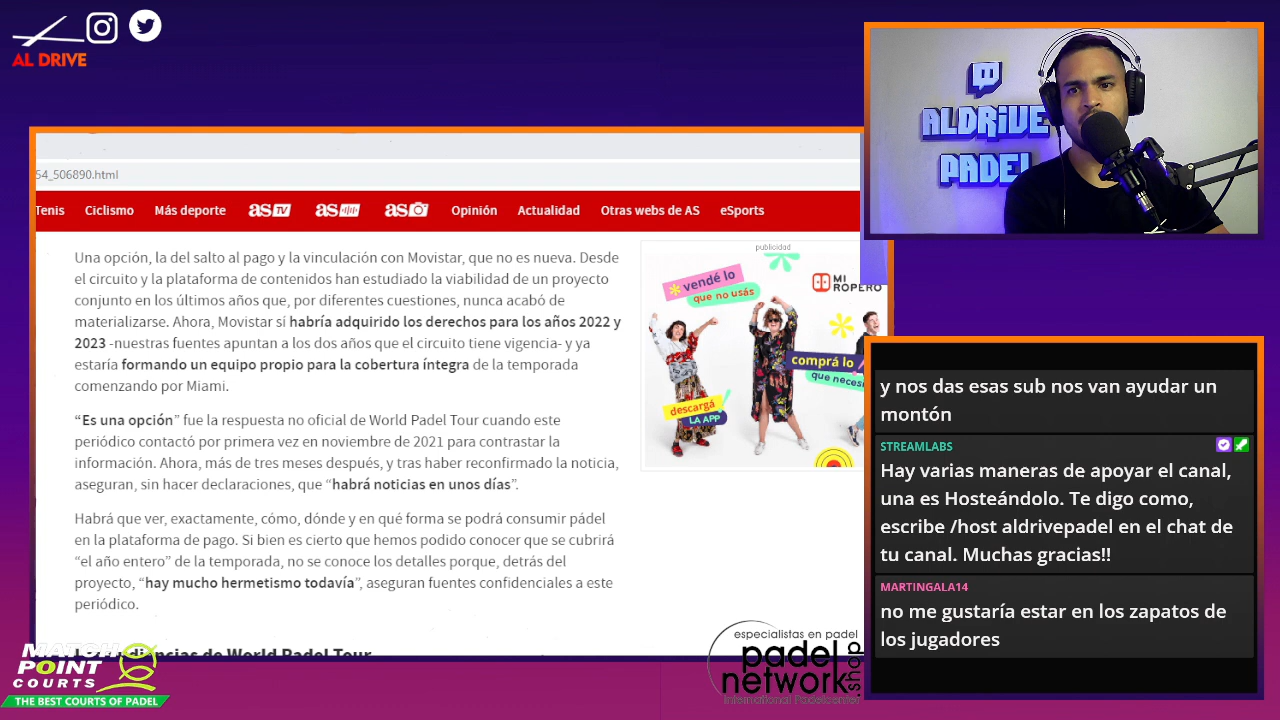 AL DRIVE
54_506890.html
Tenis Ciclismo Más deporte as TV as as Opinión Actualidad Otras webs de AS eSports
Una opción, la del salto al pago y la vinculación con Movistar, que no es nueva. Desde
el circuito y la plataforma de contenidos han estudiado la viabilidad de un proyecto
conjunto en los últimos años que, por diferentes cuestiones, nunca acabó de
materializarse. Ahora, Movistar sí habría adquirido los derechos para los años 2022 y
2023 -nuestras fuentes apuntan a los dos años que el circuito tiene vigencia- y ya
estaría formando un equipo propio para la cobertura íntegra de la temporada
comenzando por Miami.
“Es una opción” fue la respuesta no oficial de World Padel Tour cuando este
periódico contactó por primera vez en noviembre de 2021 para contrastar la
información. Ahora, más de tres meses después, y tras haber reconfirmado la noticia,
aseguran, sin hacer declaraciones, que “habrá noticias en unos días”.
Habrá que ver, exactamente, cómo, dónde y en qué forma se podrá consumir pádel
en la plataforma de pago. Si bien es cierto que hemos podido conocer que se cubrirá
“el año entero” de la temporada, no se conoce los detalles porque, detrás del
proyecto, “hay mucho hermetismo todavía”, aseguran fuentes confidenciales a este
periódico.
de World Padel Tour
publicidad
vendé lo
que no usás
MI
ROPERO
comprá lo
que neces
descargá
LA APP
MATCH
POINT
COURTS
THE BEST COURTS OF PADEL
especialistas en padel
padel
network
.shop
International Padelcenter
ALDRIVE
PADEL
y nos das esas sub nos van ayudar un
montón
STREAMLABS
Hay varias maneras de apoyar el canal,
una es Hosteándolo. Te digo como,
escribe /host aldrivepadel en el chat de
tu canal. Muchas gracias!!
MARTINGALA14
no me gustaría estar en los zapatos de
los jugadores